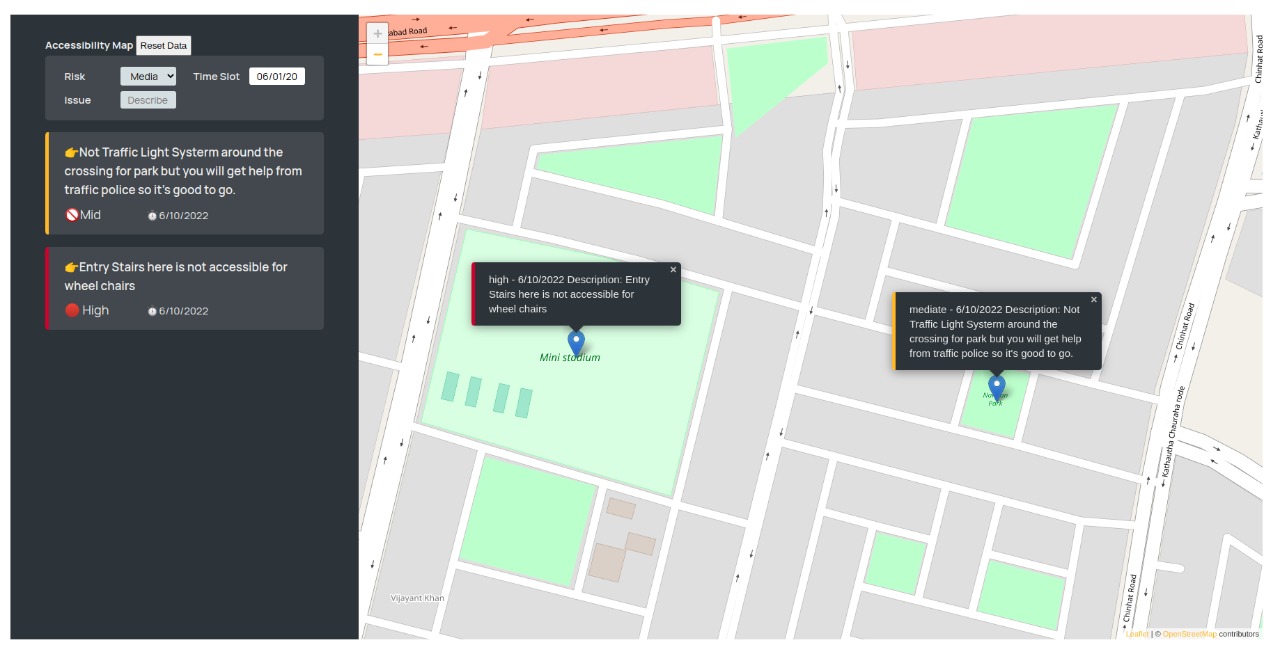 Accessibility Map Reset Data
Risk Media Time Slot 06/01/20
Issue Describe
👉Not Traffic Light Systerm around the
crossing for park but you will get help from
traffic police so it's good to go.
🚫Mid ⏱6/10/2022
👉Entry Stairs here is not accessible for
wheel chairs
🔴 High ⏱6/10/2022
+
−
abad Road
high - 6/10/2022 Description: Entry
Stairs here is not accessible for
wheel chairs
×
Mini stadium
mediate - 6/10/2022 Description: Not
Traffic Light Systerm around the
crossing for park but you will get help
from traffic police so it's good to go.
×
Park
Vijayant Khan
Chinhat Road
Chinhat Road
Kathautha Chauraha rode
Chinhat Road
Leaflet | © OpenStreetMap contributors